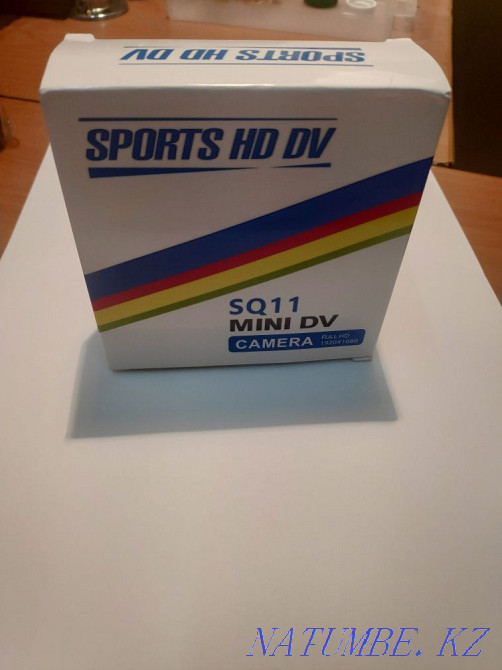 SPORTS HD DV
SPORTS HD DV
SQ11
MINI DV
CAMERA FULL HD
1920X1080
NATUMBE. KZ